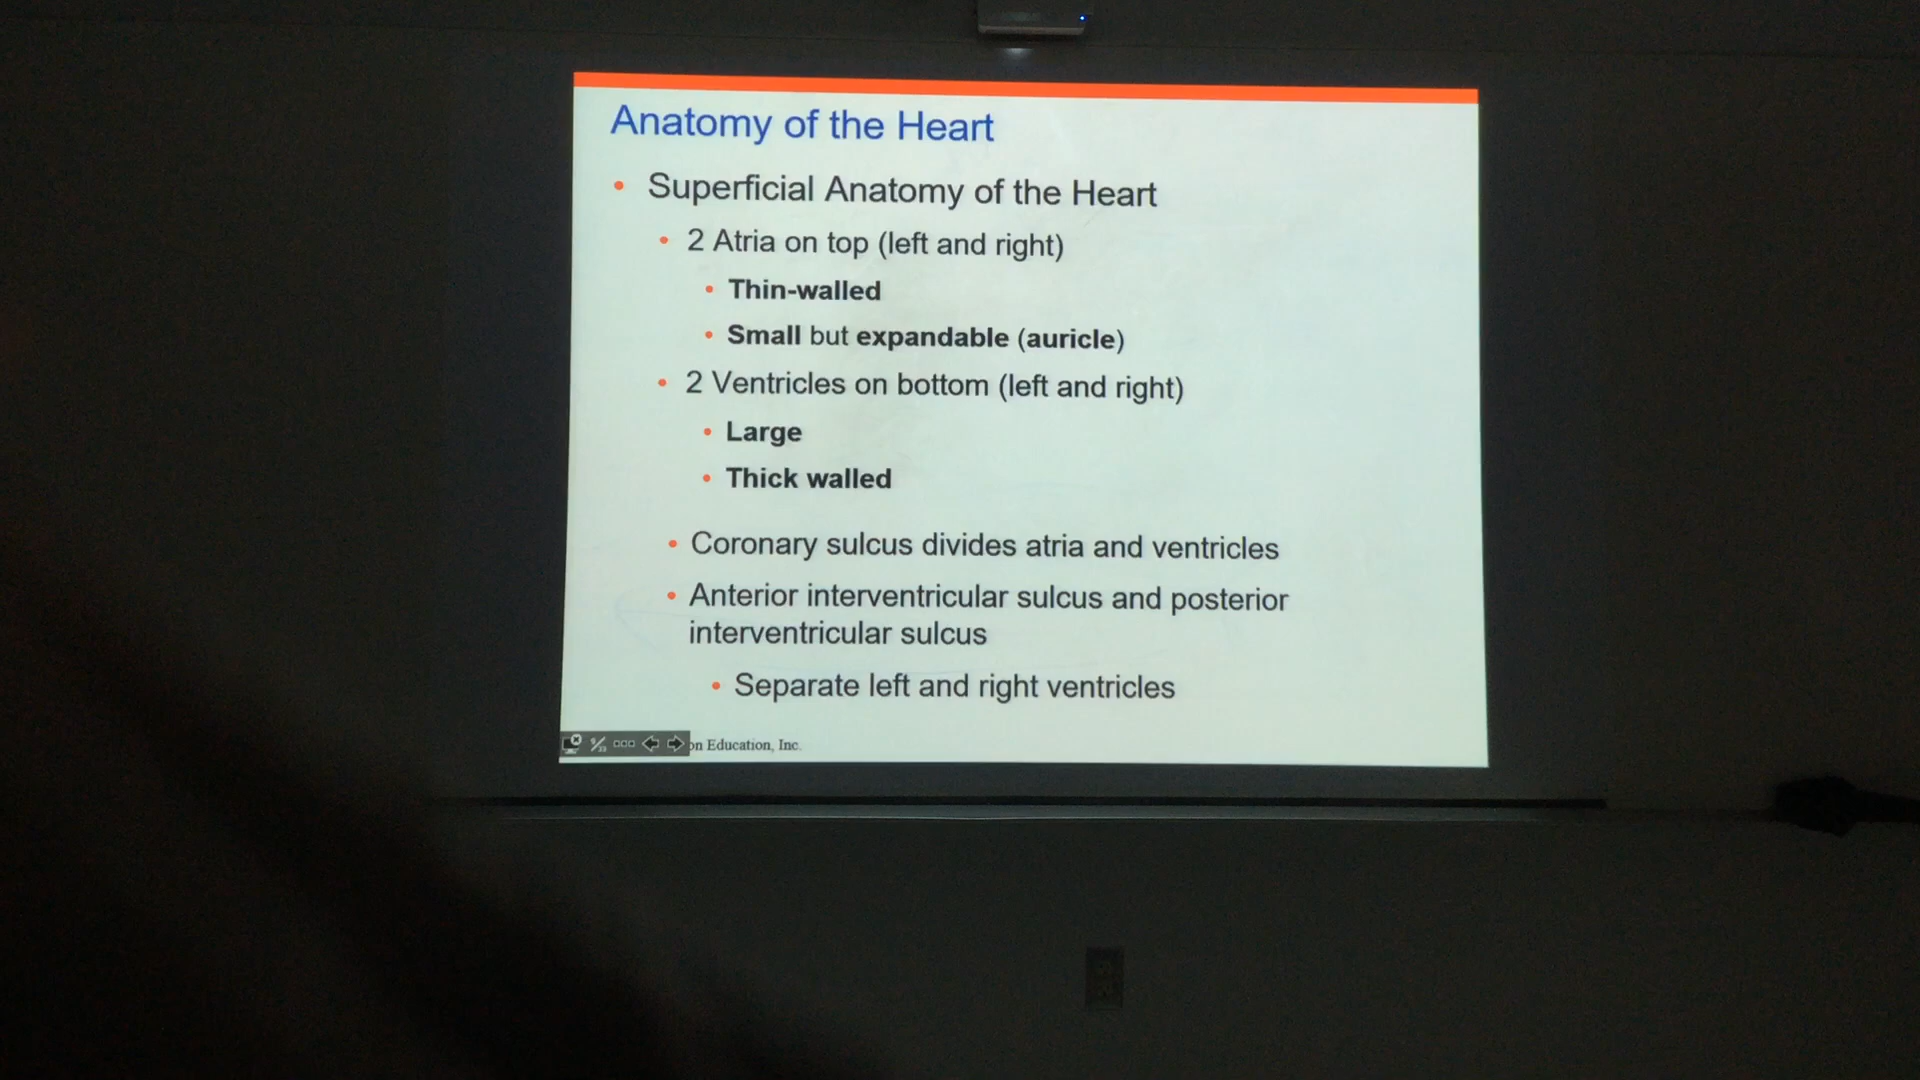 Anatomy of the Heart
• Superficial Anatomy of the Heart
• 2 Atria on top (left and right)
• Thin-walled
• Small but expandable (auricle)
• 2 Ventricles on bottom (left and right)
• Large
• Thick walled
• Coronary sulcus divides atria and ventricles
• Anterior interventricular sulcus and posterior
interventricular sulcus
• Separate left and right ventricles
on Education, Inc.